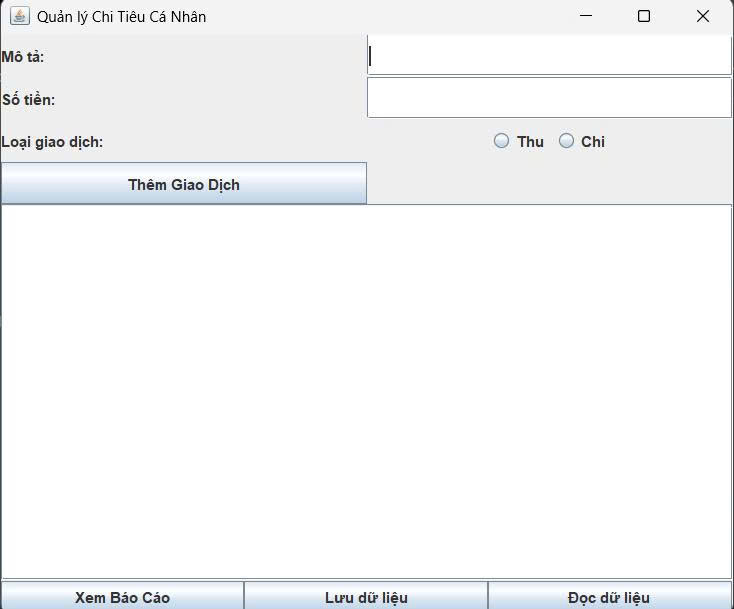 Quản lý Chi Tiêu Cá Nhân
Mô tả:
Số tiền:
Loại giao dịch:
Thu Chi
Thêm Giao Dịch
Xem Báo Cáo
Lưu dữ liệu
Đọc dữ liệu